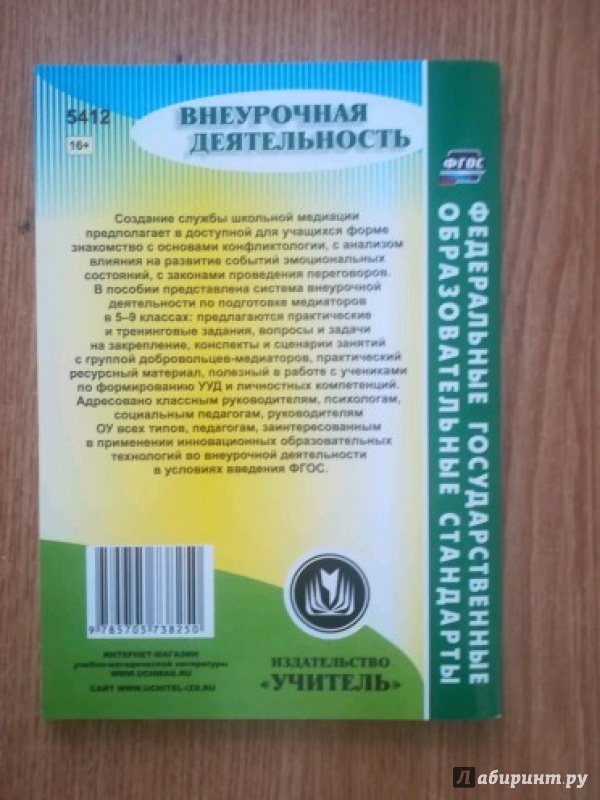 5412
16+
ВНЕУРОЧНАЯ
ДЕЯТЕЛЬНОСТЬ
Создание службы школьной медиации
предполагает в доступной для учащихся форме
знакомство с основами конфликтологии, с анализом
влияния на развитие событий эмоциональных
состояний, с законами проведения переговоров.
В пособии представлена система внеурочной
деятельности по подготовке медиаторов
в 5–9 классах: предлагаются практические
и тренинговые задания, вопросы и задачи
на закрепление, конспекты и сценарии занятий
с группой добровольцев-медиаторов, практический
ресурсный материал, полезный в работе с учениками
по формированию УУД и личностных компетенций.
Адресовано классным руководителям, психологам,
социальным педагогам, руководителям
ОУ всех типов, педагогам, заинтересованным
в применении инновационных образовательных
технологий во внеурочной деятельности
в условиях введения ФГОС.
9 785705 738250
ИНТЕРНЕТ-МАГАЗИН
учебно-методической литературы
WWW.UCHMAG.RU
САЙТ WWW.UCHITEL-IZD.RU
ИЗДАТЕЛЬСТВО
«УЧИТЕЛЬ»
ФГОС
ФЕДЕРАЛЬНЫЕ ГОСУДАРСТВЕННЫЕ
ОБРАЗОВАТЕЛЬНЫЕ СТАНДАРТЫ
Лабиринт.ру